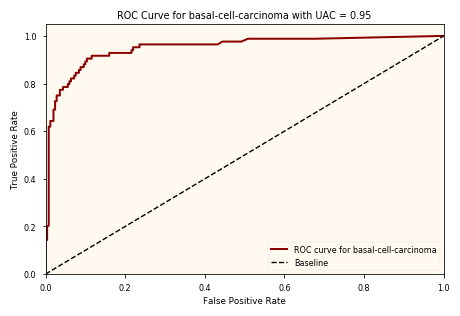 ROC Curve for basal-cell-carcinoma with UAC = 0.95
True Positive Rate
1.0
0.8
0.6
0.4
0.2
0.0
ROC curve for basal-cell-carcinoma
Baseline
0.0 0.2 0.4 0.6 0.8 1.0
False Positive Rate